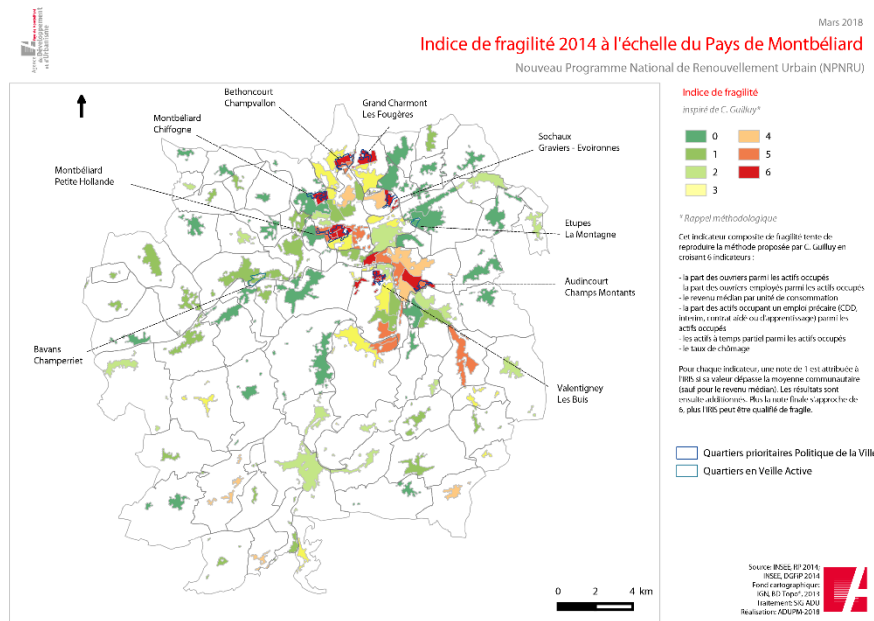 Mars 2018
Indice de fragilité 2014 à l'échelle du Pays de Montbéliard
Nouveau Programme National de Renouvellement Urbain (NPNRU)
de Développement
et d'Urbanisme
Bethoncourt
Champvallon
Grand Charmont
Les Fougères
Montbéliard
Chiffogne
Sochaux
Graviers - Evoironnes
Montbéliard
Petite Hollande
Etupes
La Montagne
Audincourt
Champs Montants
Bavans
Champerriet
Valentigney
Les Buis
0 2 4 km
Indice de fragilité
inspiré de C. Guilluy*
0 4
1 5
2 6
3
* Rappel méthodologique
Cet indicateur composite de fragilité tente de
reproduire la méthode proposée par C. Guilluy en
croisant 6 indicateurs :
- la part des ouvriers parmi les actifs occupés
la part des ouvriers employés parmi les actifs occupés
- le revenu médian par unité de consommation
- la part des actifs occupant un emploi précaire (CDD,
intérim, contrat aidé ou d'apprentissage) parmi les
actifs occupés
- les actifs à temps partiel parmi les actifs occupés
- le taux de chômage
Pour chaque indicateur, une note de 1 est attribuée à
l'IRIS si sa valeur dépasse la moyenne communautaire
(sauf pour le revenu médian). Les résultats sont
ensuite additionnés. Plus la note finale s'approche de
6, plus l'IRIS peut être qualifié de fragile.
Quartiers prioritaires Politique de la Ville
Quartiers en Veille Active
Source: INSEE, RP 2014;
INSEE, DGFiP 2014
Fond cartographique:
IGN, BD Topo®, 2013
Traitement: SIG ADU
Réalisation: ADUPM-2018